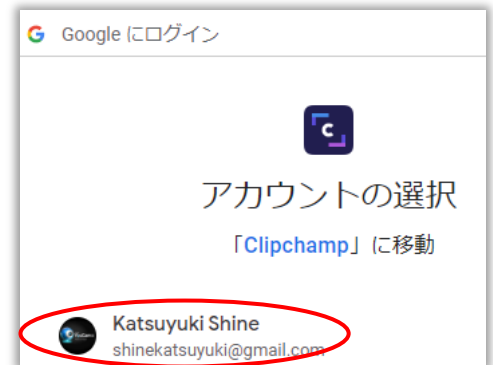 Google にログイン
アカウントの選択
「Clipchamp」に移動
Katsuyuki Shine
shinekatsuyuki@gmail.com